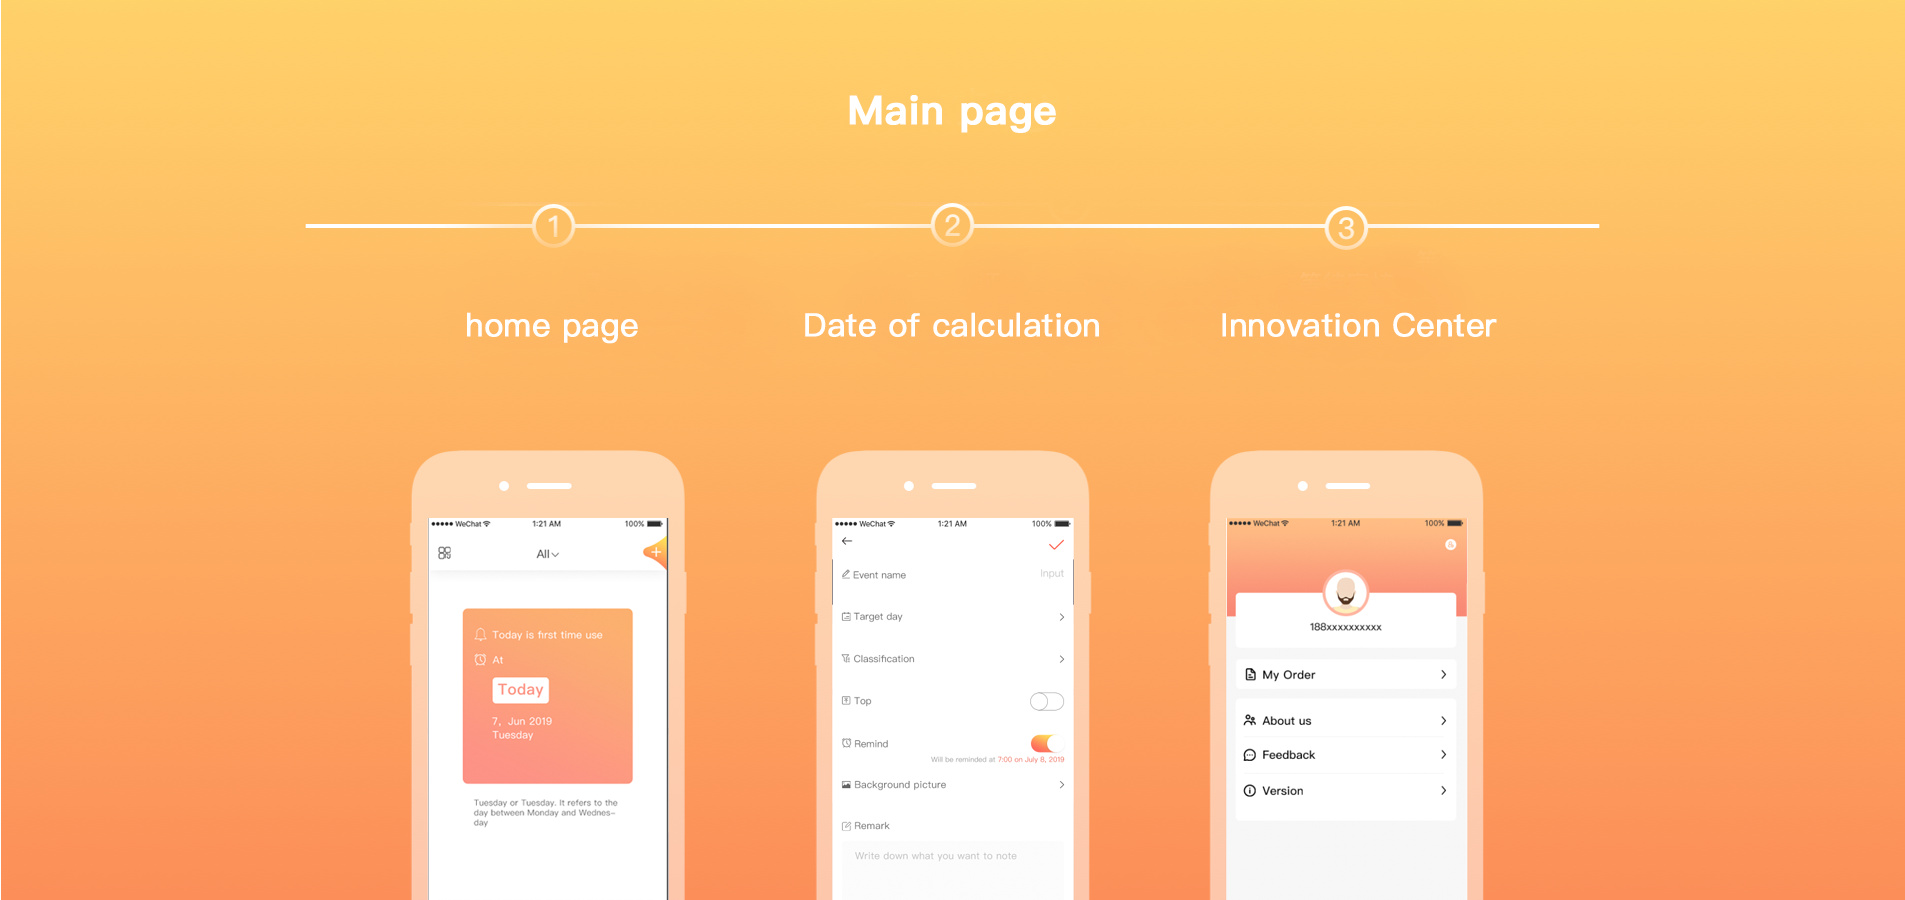 Main page
1
2
3
home page
Date of calculation
Innovation Center
WeChat 1:21 AM 100%
All
+
Today is first time use
At
Today
7, Jun 2019
Tuesday
Tuesday or Tuesday. It refers to the
day between Monday and Wednes-
day
WeChat 1:21 AM 100%
Event name Input
Target day
Classification
Top
Remind
Will be reminded at 7:00 on July 8, 2019
Background picture
Remark
Write down what you want to note
WeChat 1:21 AM 100%
188xxxxxxxxxx
My Order
About us
Feedback
Version